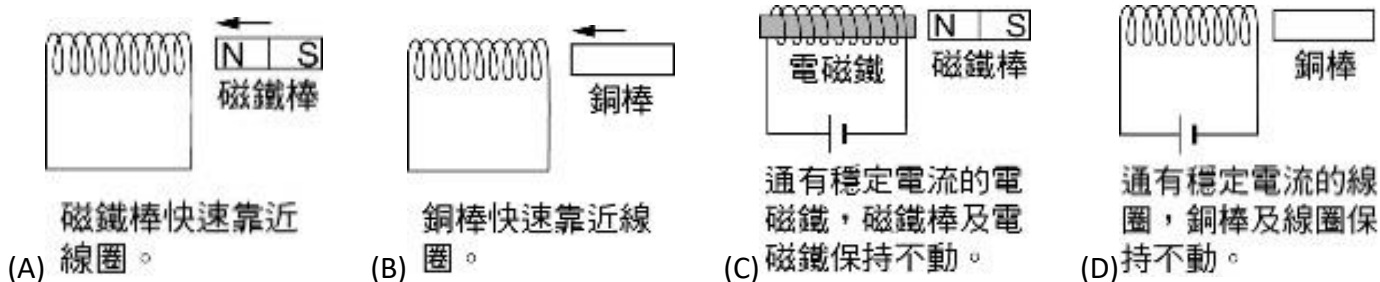 N S
磁鐵棒
磁鐵棒快速靠近
(A) 線圈。
銅棒
銅棒快速靠近線
(B) 圈。
N S
電磁鐵
磁鐵棒
通有穩定電流的電
磁鐵，磁鐵棒及電
(C) 磁鐵保持不動。
銅棒
通有穩定電流的線
圈，銅棒及線圈保
(D) 持不動。